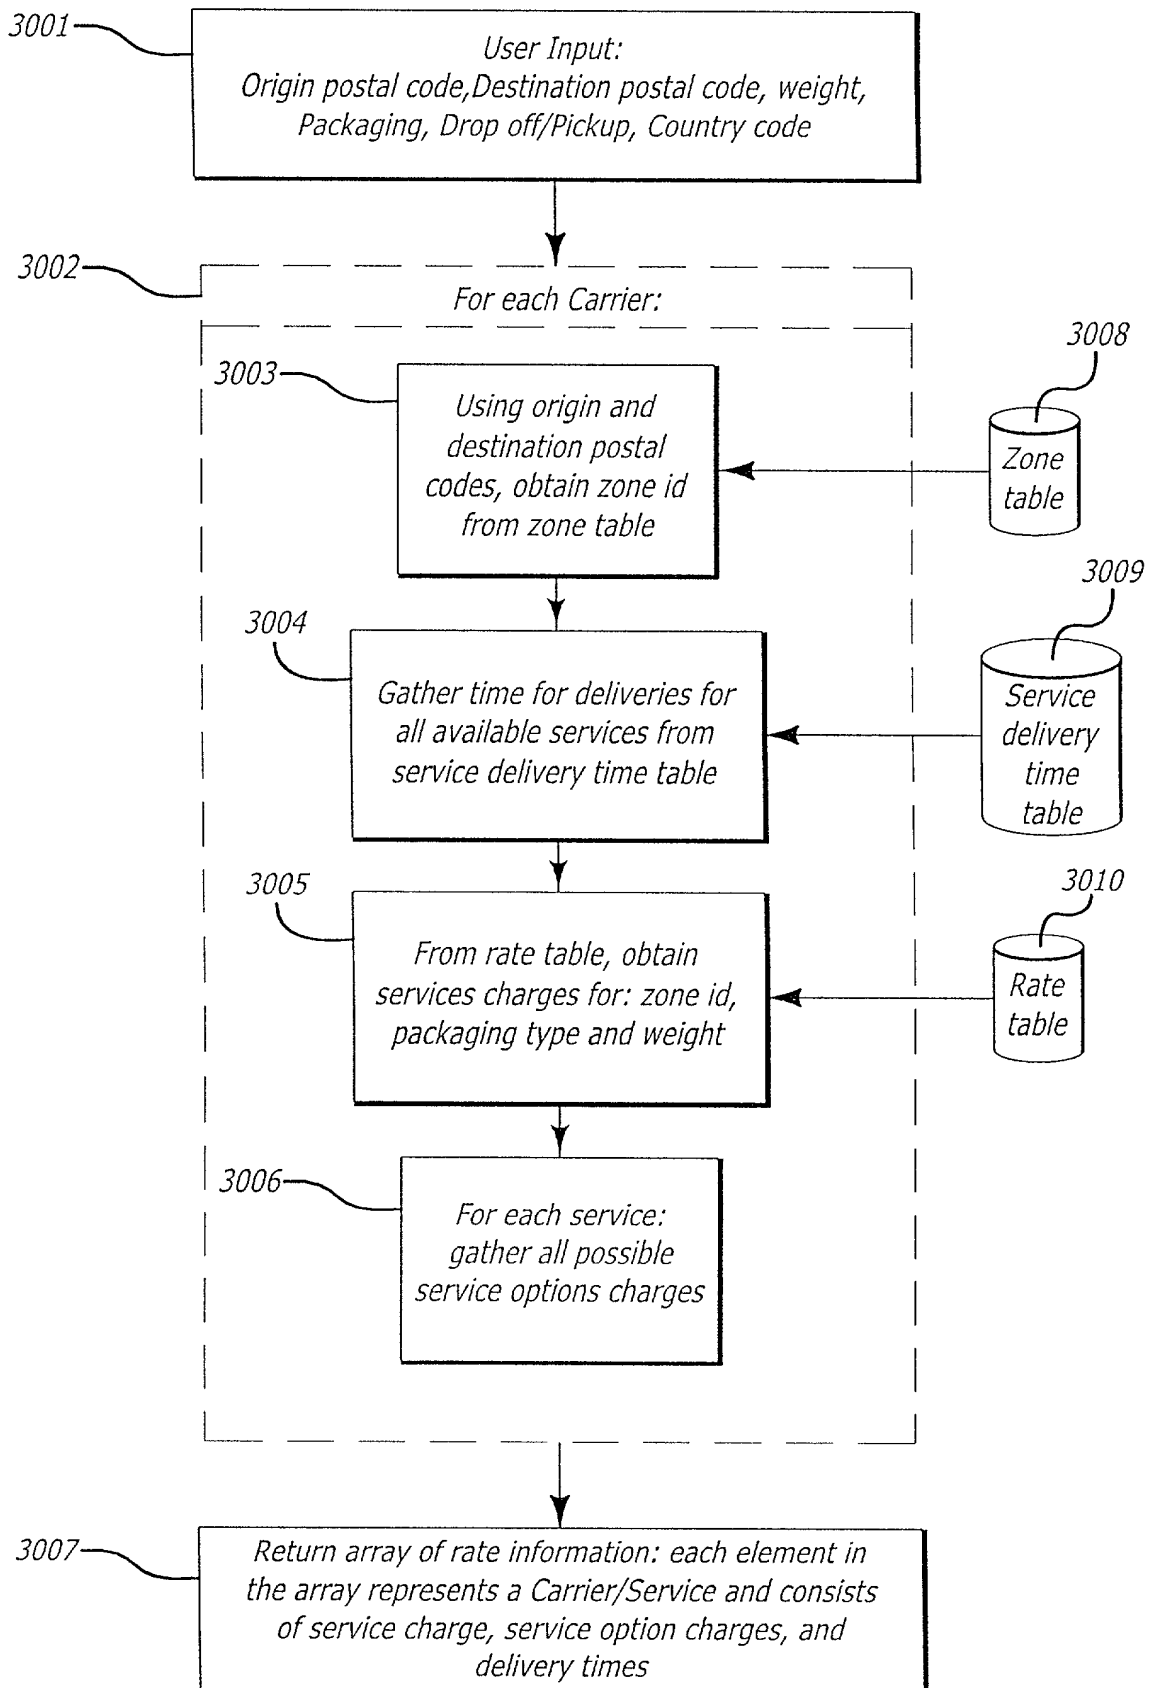 3001
User Input:
Origin postal code,Destination postal code, weight,
Packaging, Drop off/Pickup, Country code
3002
For each Carrier:
3003
Using origin and
destination postal
codes, obtain zone id
from zone table
3008
Zone
table
3004
Gather time for deliveries for
all available services from
service delivery time table
3009
Service
delivery
time
table
3005
From rate table, obtain
services charges for: zone id,
packaging type and weight
3010
Rate
table
3006
For each service:
gather all possible
service options charges
3007
Return array of rate information: each element in
the array represents a Carrier/Service and consists
of service charge, service option charges, and
delivery times